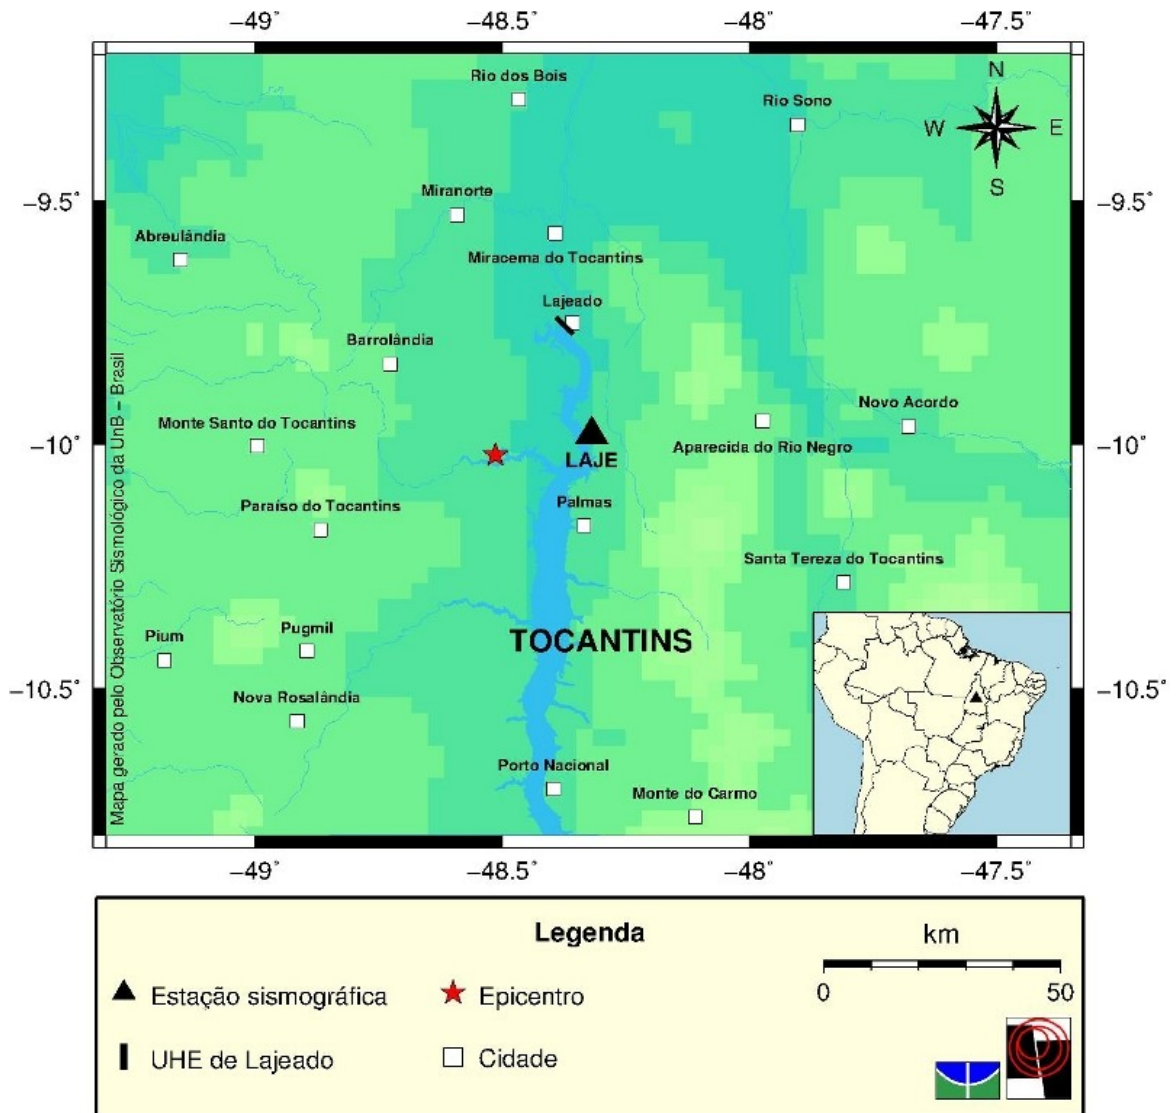 −49˚ −48.5˚ −48˚ −47.5˚
Rio dos Bois
Rio Sono
N
W E
S
−9.5˚ −9.5˚
Miranorte
Abreulândia
Miracema do Tocantins
Lajeado
Barrolândia
Novo Acordo
Monte Santo do Tocantins
Aparecida do Rio Negro
−10˚ −10˚
LAJE
Paraíso do Tocantins
Palmas
Santa Tereza do Tocantins
Pugmil
Pium
TOCANTINS
−10.5˚ −10.5˚
Nova Rosalândia
Porto Nacional
Monte do Carmo
Mapa gerado pelo Observatório Sismológico da UnB − Brasil
−49˚ −48.5˚ −48˚ −47.5˚
Legenda
km
0 50
Estação sismográfica
Epicentro
UHE de Lajeado
Cidade